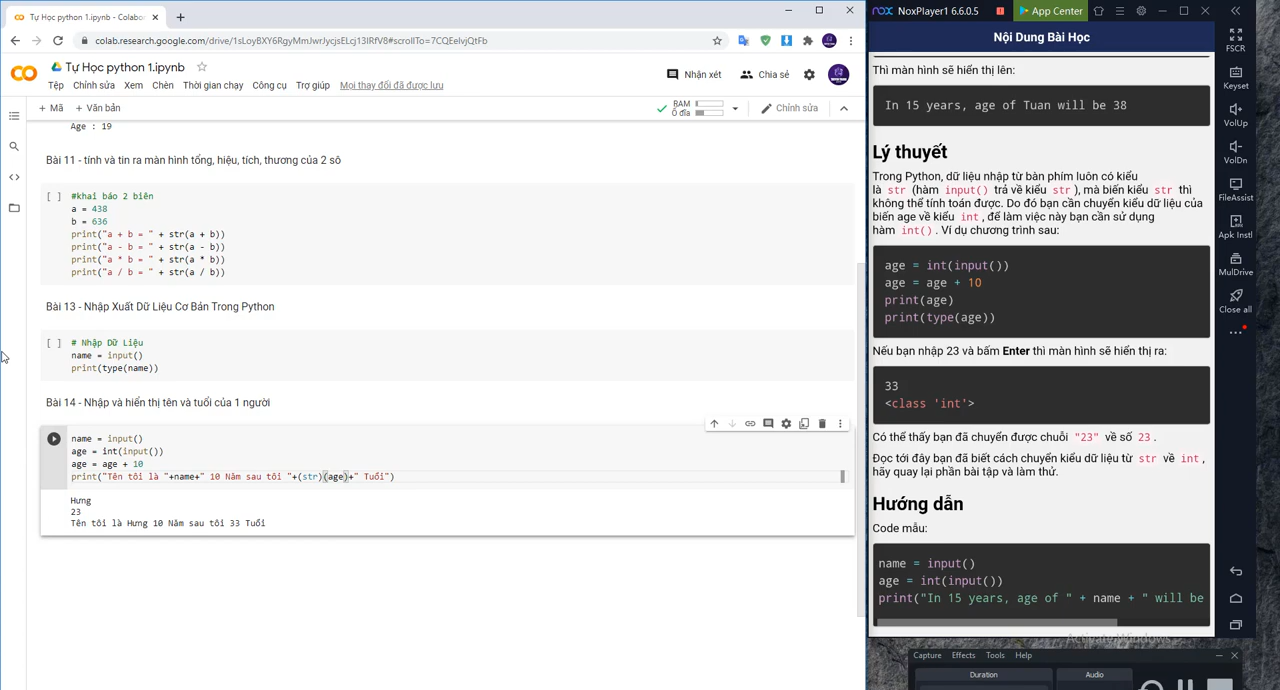 Tự Học python 1.ipynb - Colabor
colab.research.google.com/drive/
Tự Học python 1.ipynb
Tệp Chỉnh sửa Xem Chèn Thời gian chạy Công cụ Trợ giúp Mọi thay đổi đã được lưu
Nhận xét Chia sẻ
+ Mã + Văn bản
RAM
Ổ đĩa
Chỉnh sửa
Age : 19
Bài 11 - tính và tin ra màn hình tổng, hiệu, tích, thương của 2 số
[ ] #khai báo 2 biên
a = 438
b = 636
print("a + b = " + str(a + b))
print("a - b = " + str(a - b))
print("a * b = " + str(a * b))
print("a / b = " + str(a / b))
Bài 13 - Nhập Xuất Dữ Liệu Cơ Bản Trong Python
[ ] # Nhập Dữ Liệu
name = input()
print(type(name))
Bài 14 - Nhập và hiển thị tên và tuổi của 1 người
name = input()
age = int(input())
age = age + 10
print("Tên tôi là "+name+" 10 Năm sau tôi "+(str)(age)+" Tuổi")
Hưng
23
Tên tôi là Hưng 10 Năm sau tôi 33 Tuổi
NOX NoxPlayer1 6.6.0.5 App Center
Nội Dung Bài Học
Thì màn hình sẽ hiển thị lên:
In 15 years, age of Tuan will be 38
Lý thuyết
Trong Python, dữ liệu nhập từ bàn phím luôn có kiểu
là str (hàm input() trả về kiểu str), mà biến kiểu str thì
không thể tính toán được. Do đó bạn cần chuyển kiểu dữ liệu của
biến age về kiểu int, để làm việc này bạn cần sử dụng
hàm int(). Ví dụ chương trình sau:
age = int(input())
age = age + 10
print(age)
print(type(age))
Nếu bạn nhập 23 và bấm Enter thì màn hình sẽ hiển thị ra:
33
<class 'int'>
Có thể thấy bạn đã chuyển được chuỗi "23" về số 23.
Đọc tới đây bạn đã biết cách chuyển kiểu dữ liệu từ str về int,
hãy quay lại phần bài tập và làm thử.
Hướng dẫn
Code mẫu:
name = input()
age = int(input())
print("In 15 years, age of " + name + " will be
Activate Windows
FSCR
Keyset
VolUp
VolDn
FileAssist
Apk Instl
MulDrive
Close all
Capture Effects Tools Help
Duration Audio